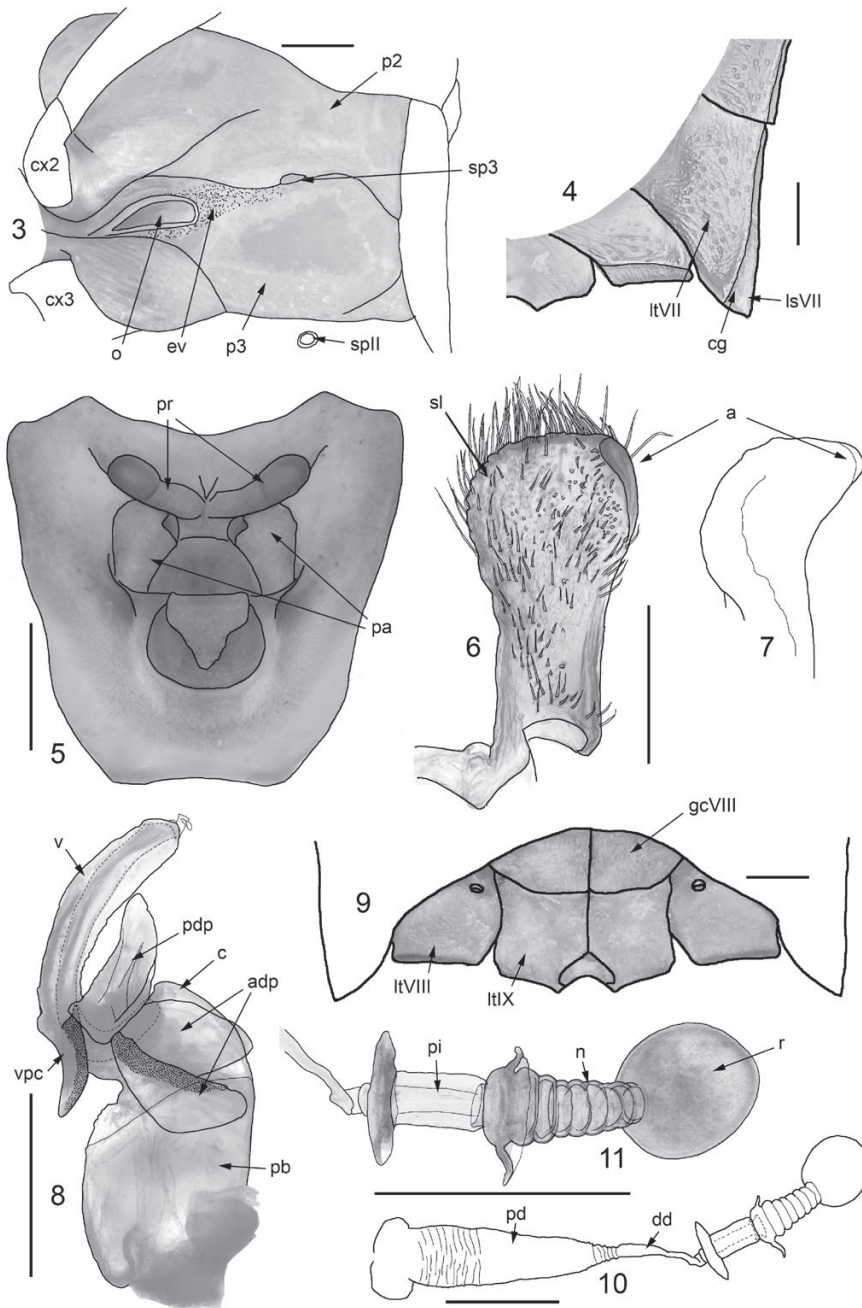 p2
cx2
sp3
3
4
cx3
ltVII
lsVII
cg
o
ev
p3
spII
pr
sl
a
pa
5
6
7
v
gcVIII
pdp
c
9
adp
ltVIII
ltIX
vpc
pi
n
r
pb
11
8
pd
dd
10